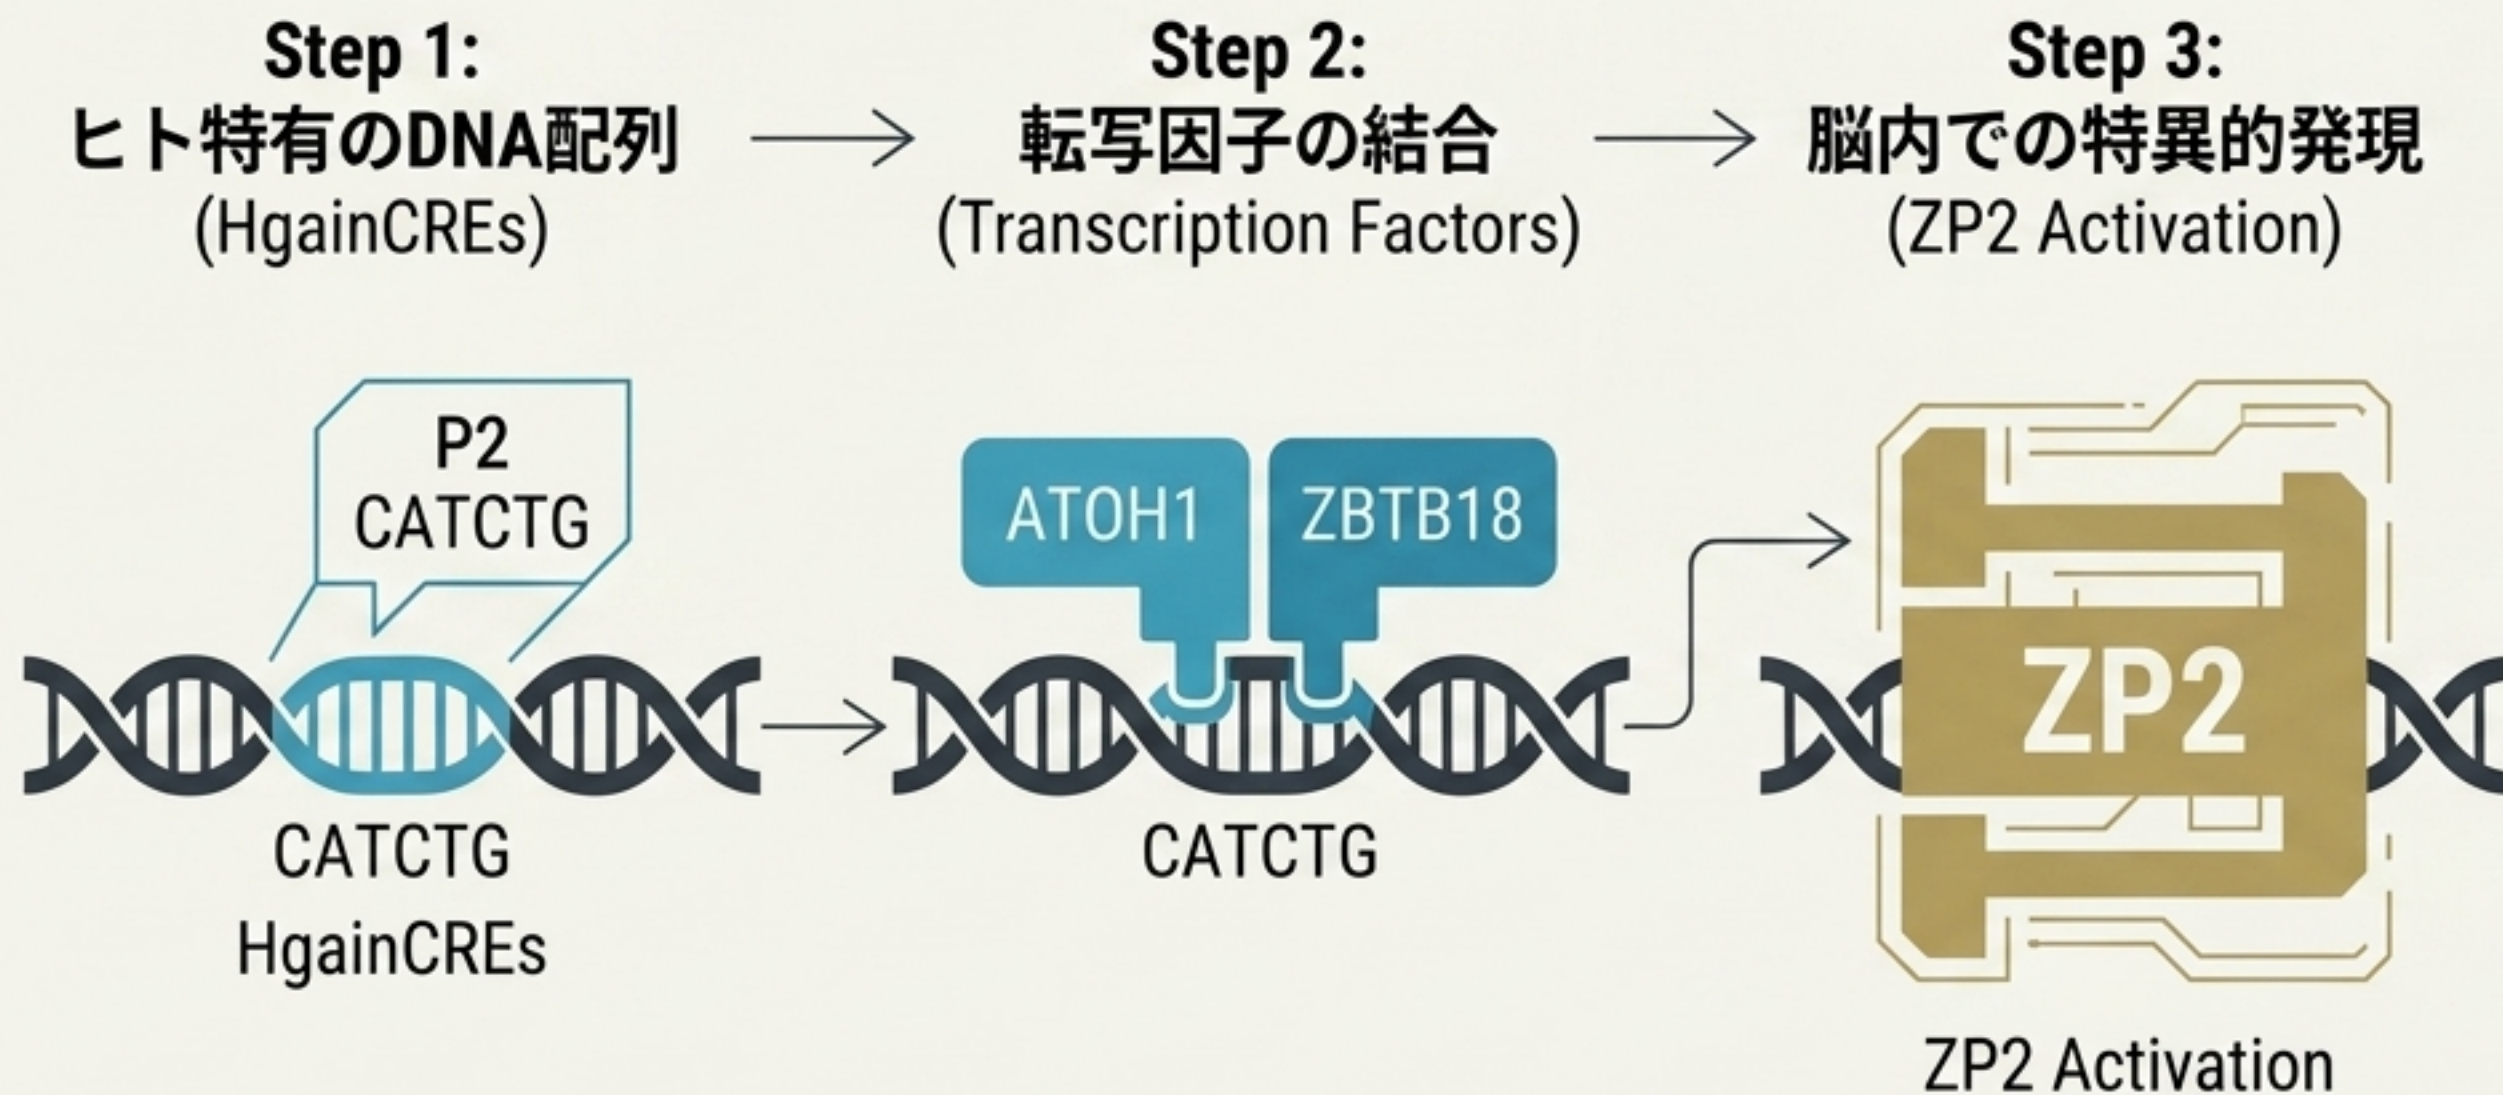 Step 1:
ヒト特有のDNA配列
(HgainCREs)
Step 2:
転写因子の結合
(Transcription Factors)
Step 3:
脳内での特異的発現
(ZP2 Activation)
P2
CATCTG
CATCTG
HgainCREs
ATOH1
ZBTB18
CATCTG
ZP2
ZP2 Activation